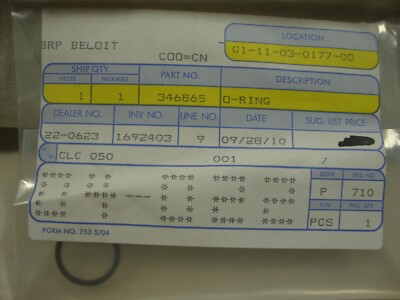 BRP BELOIT
COO=CN
LOCATION
01-11-03-0177-00
SHIP QTY.
PIECES PACKAGES PART NO. DESCRIPTION
1 1 346865 O-RING
DEALER NO. INV NO. LINE NO. DATE SUG. LIST PRICE
22-0623 1692403 9 09/28/10
CLC 050 .001 /
**** **** **** **** ****
** ** --- ** ** **
ZONE SEQ. NO.
P 710
U/M PKG. QTY
PCS 1
FORM NO. 753 5/04